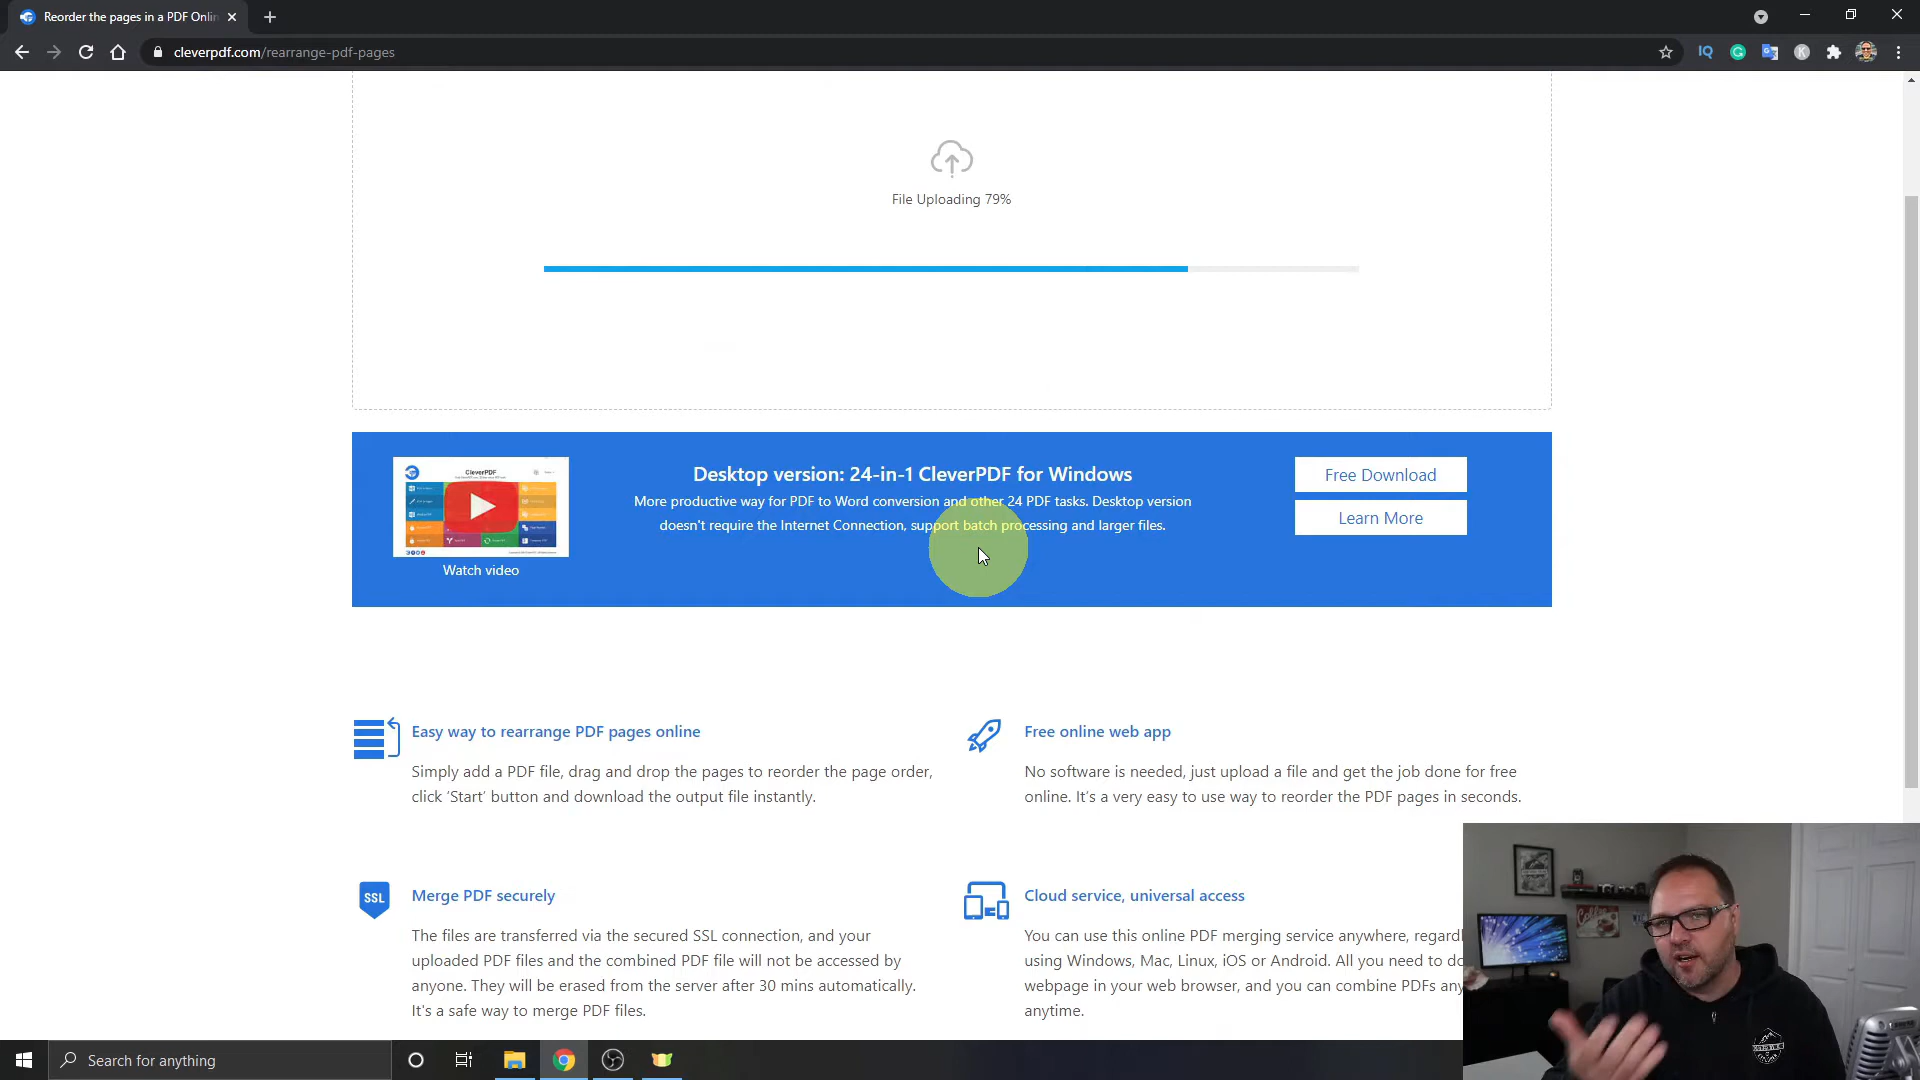 Reorder the pages in a PDF Onlin
cleverpdf.com/rearrange-pdf-pages
IQ
File Uploading 79%
CleverPDF
Watch video
Desktop version: 24-in-1 CleverPDF for Windows
More productive way for PDF to Word conversion and other 24 PDF tasks. Desktop version
doesn't require the Internet Connection, support batch processing and larger files.
Free Download
Learn More
Easy way to rearrange PDF pages online
Simply add a PDF file, drag and drop the pages to reorder the page order,
click ‘Start’ button and download the output file instantly.
Free online web app
No software is needed, just upload a file and get the job done for free
online. It's a very easy to use way to reorder the PDF pages in seconds.
SSL
Merge PDF securely
The files are transferred via the secured SSL connection, and your
uploaded PDF files and the combined PDF file will not be accessed by
anyone. They will be erased from the server after 30 mins automatically.
It's a safe way to merge PDF files.
Cloud service, universal access
You can use this online PDF merging service anywhere, regardl
using Windows, Mac, Linux, iOS or Android. All you need to do
webpage in your web browser, and you can combine PDFs any
anytime.
Coffee
Search for anything